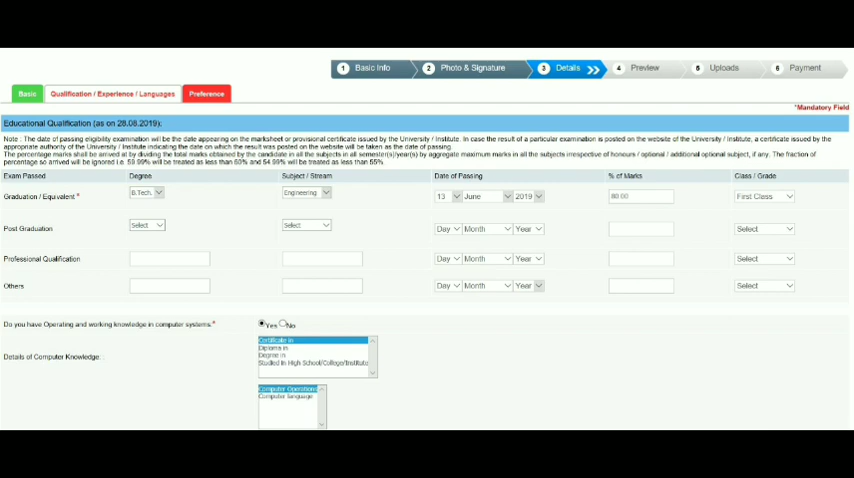 1 Basic Info 2 Photo & Signature 3 Details 4 Preview 5 Uploads 6 Payment
Basic Qualification / Experience / Languages Preference
*Mandatory Field
Educational Qualification (as on 28.08.2019):
Note : The date of passing eligibility examination will be the date appearing on the marksheet or provisional certificate issued by the University / Institute. In case the result of a particular examination is posted on the website of the University / Institute, a certificate issued by the
appropriate authority of the University / Institute indicating the date on which the result was posted on the website will be taken as the date of passing.
The percentage marks shall be arrived at by dividing the total marks obtained by the candidate in all the subjects in all semester(s)/year(s) by aggregate maximum marks in all the subjects irrespective of honours / optional / additional optional subject, if any. The fraction of
percentage so arrived will be ignored i.e. 59.99% will be treated as less than 60% and 54.99% will be treated as less than 55%
Exam Passed Degree Subject / Stream Date of Passing % of Marks Class / Grade
Graduation / Equivalent * B.Tech. Engineering 13 June 2019 80.00 First Class
Post Graduation Select Select Day Month Year Select
Professional Qualification Day Month Year Select
Others Day Month Year Select
Do you have Operating and working knowledge in computer systems:* Yes No
Details of Computer Knowledge:
Certificate in
Diploma in
Degree in
Studied in High School/College/Institute
Computer Operations
Computer language